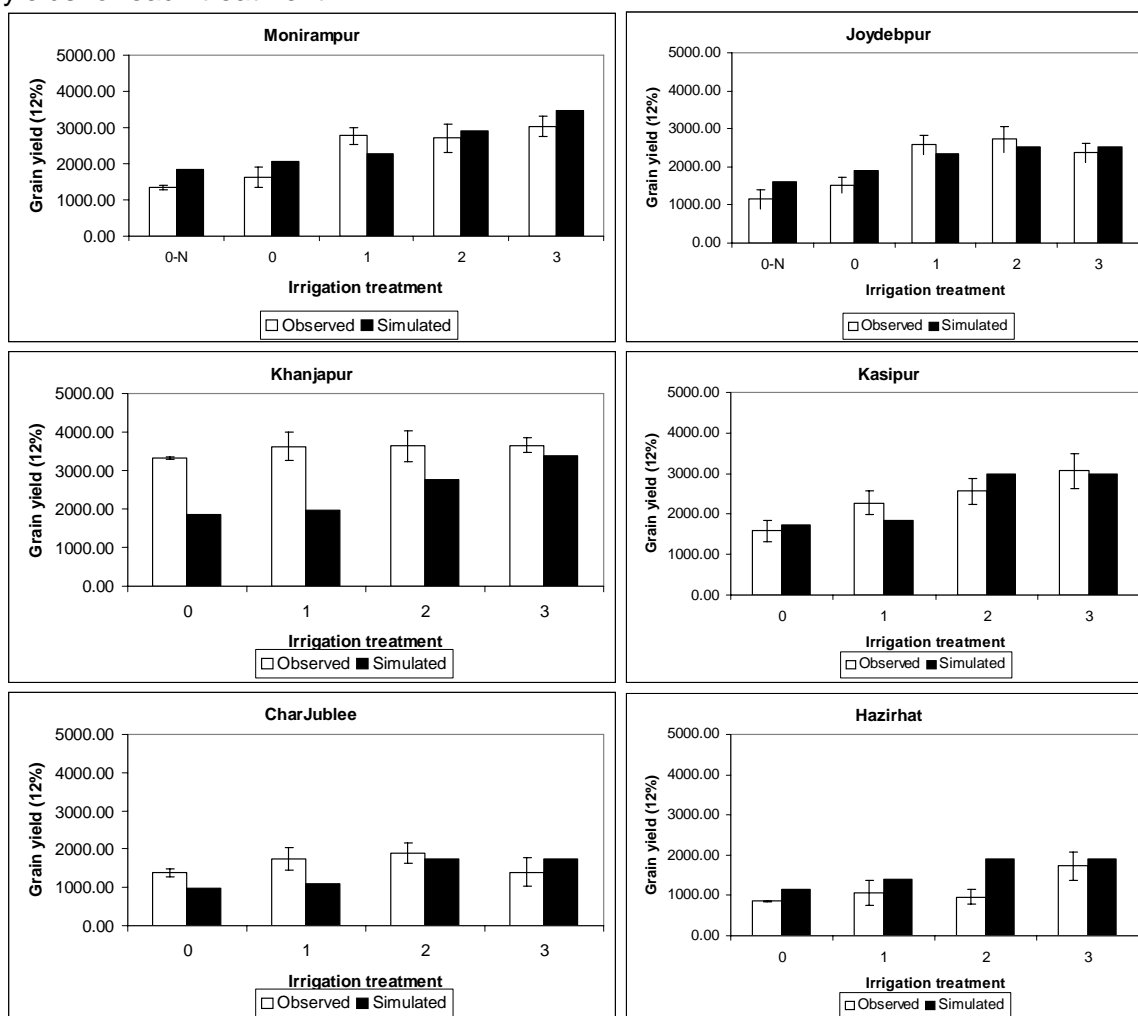 Monirampur
5000.00
4000.00
3000.00
2000.00
1000.00
0.00
Grain yield (12%)
0-N 0 1 2 3
Irrigation treatment
Observed Simulated
Joydebpur
5000.00
4000.00
3000.00
2000.00
1000.00
0.00
Grain yield (12%)
0-N 0 1 2 3
Irrigation treatment
Observed Simulated
Khanjapur
5000.00
4000.00
3000.00
2000.00
1000.00
0.00
Grain yield (12%)
0 1 2 3
Irrigation treatment
Observed Simulated
Kasipur
5000.00
4000.00
3000.00
2000.00
1000.00
0.00
Grain yield (12%)
0 1 2 3
Irrigation treatment
Observed Simulated
CharJublee
5000.00
4000.00
3000.00
2000.00
1000.00
0.00
Grain yield (12%)
0 1 2 3
Irrigation treatment
Observed Simulated
Hazirhat
5000.00
4000.00
3000.00
2000.00
1000.00
0.00
Grain yield (12%)
0 1 2 3
Irrigation treatment
Observed Simulated